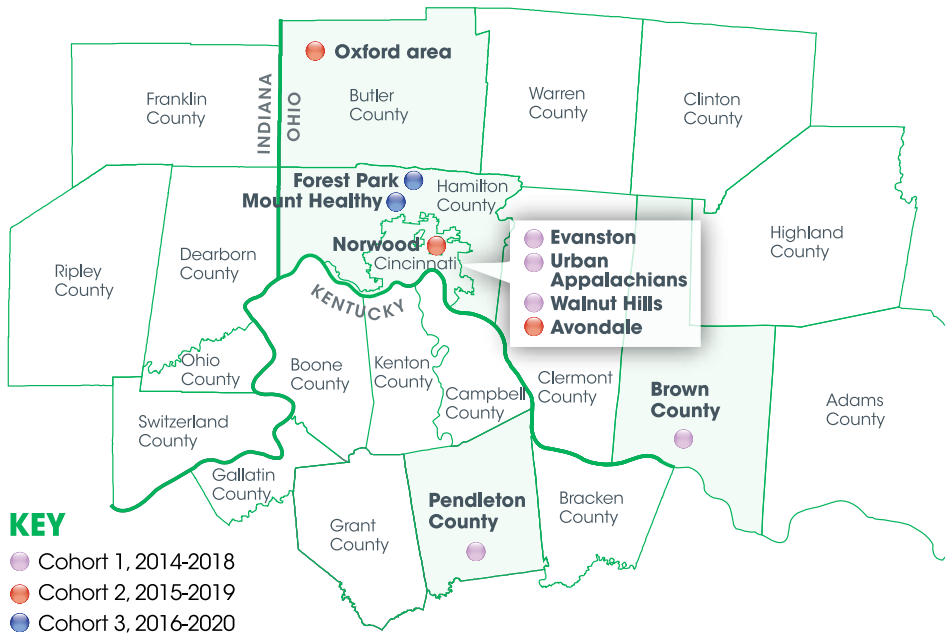 Oxford area
Franklin
County
INDIANA
OHIO
Butler
County
Warren
County
Clinton
County
Forest Park
Mount Healthy
Hamilton
County
Norwood
Cincinnati
Evanston
Urban
Appalachians
Walnut Hills
Avondale
Highland
County
Ripley
County
Dearborn
County
KENTUCKY
Ohio
County
Boone
County
Kenton
County
Campbell
County
Clermont
County
Brown
County
Adams
County
Switzerland
County
Gallatin
County
Grant
County
Pendleton
County
Bracken
County
KEY
Cohort 1, 2014-2018
Cohort 2, 2015-2019
Cohort 3, 2016-2020